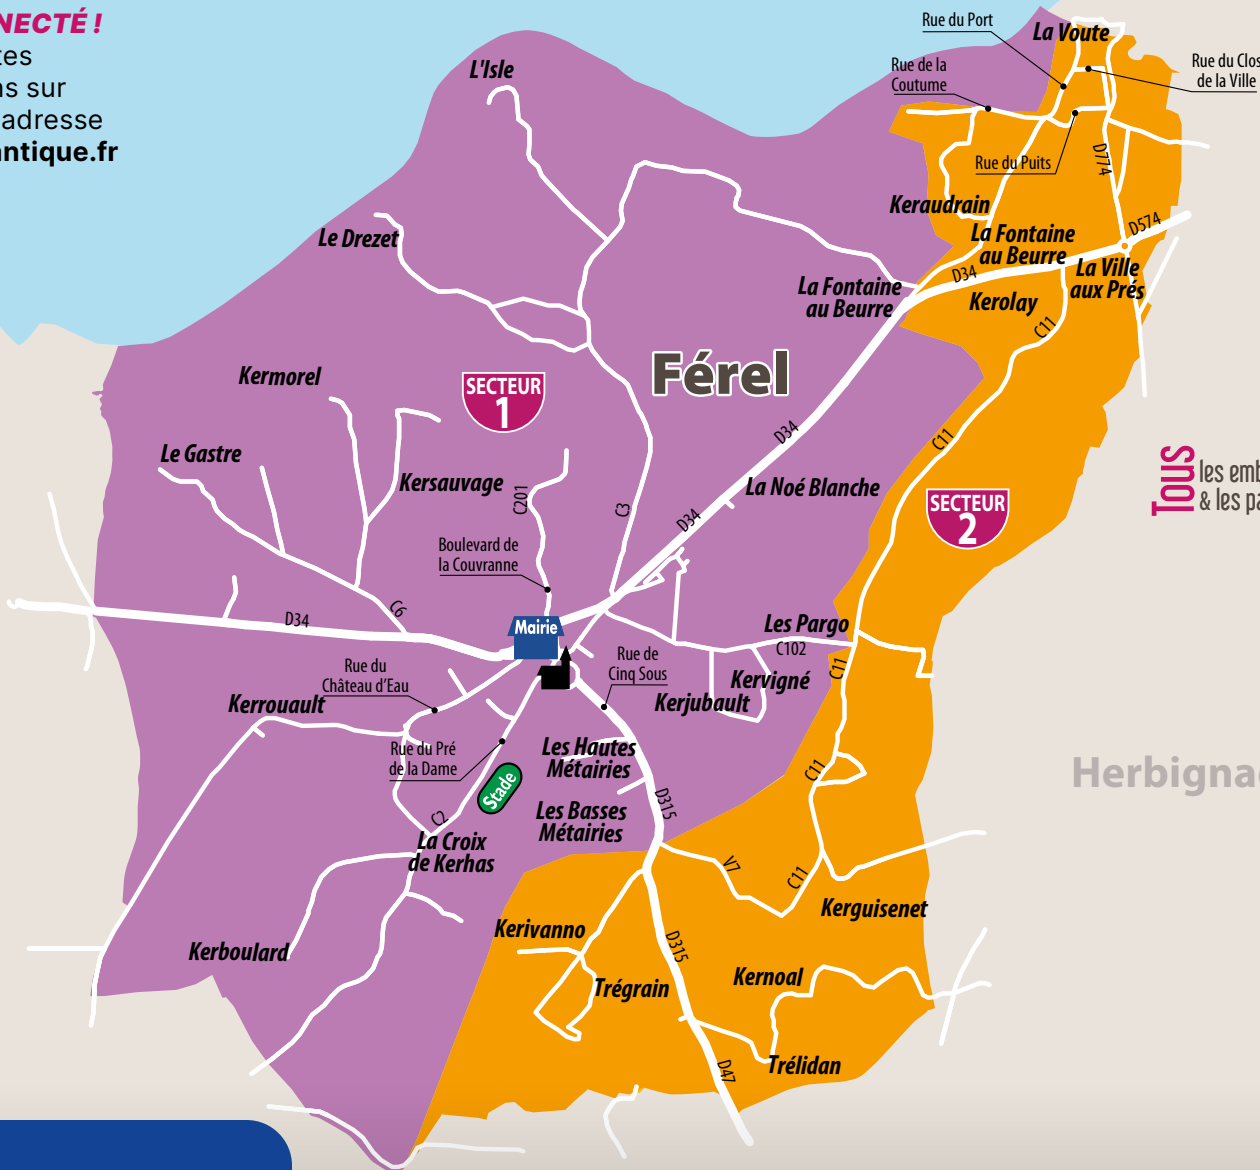 NECTÉ !
tes
ns sur
adresse
antique.fr
Rue du Port
La Voute
Rue du Clos
de la Ville
Rue de la
Coutume
L'Isle
Rue du Puits
D774
Keraudrain
D574
Le Drezet
La Fontaine
au Beurre
D34
La Ville
aux Prés
La Fontaine
au Beurre
Kerolay
C11
Férel
Kermorel
SECTEUR
1
D34
C11
Le Gastre
Kersauvage
C201
C3
D34
La Noé Blanche
SECTEUR
2
Tous
les emb
& les pa
Boulevard de
la Couvranne
C6
D34
Mairie
Les Pargo
C102
Rue de
Cinq Sous
Rue du
Château d'Eau
Kervigné
C11
Kerrouault
Kerjubault
Rue du Pré
de la Dame
Les Hautes
Métairies
Stade
C11
Herbigna
D315
Les Basses
Métairies
C2
La Croix
de Kerhas
V7
C11
Kerguisenet
Kerivanno
D315
Kerboulard
Trégrain
Kernoal
Trélidan
D47